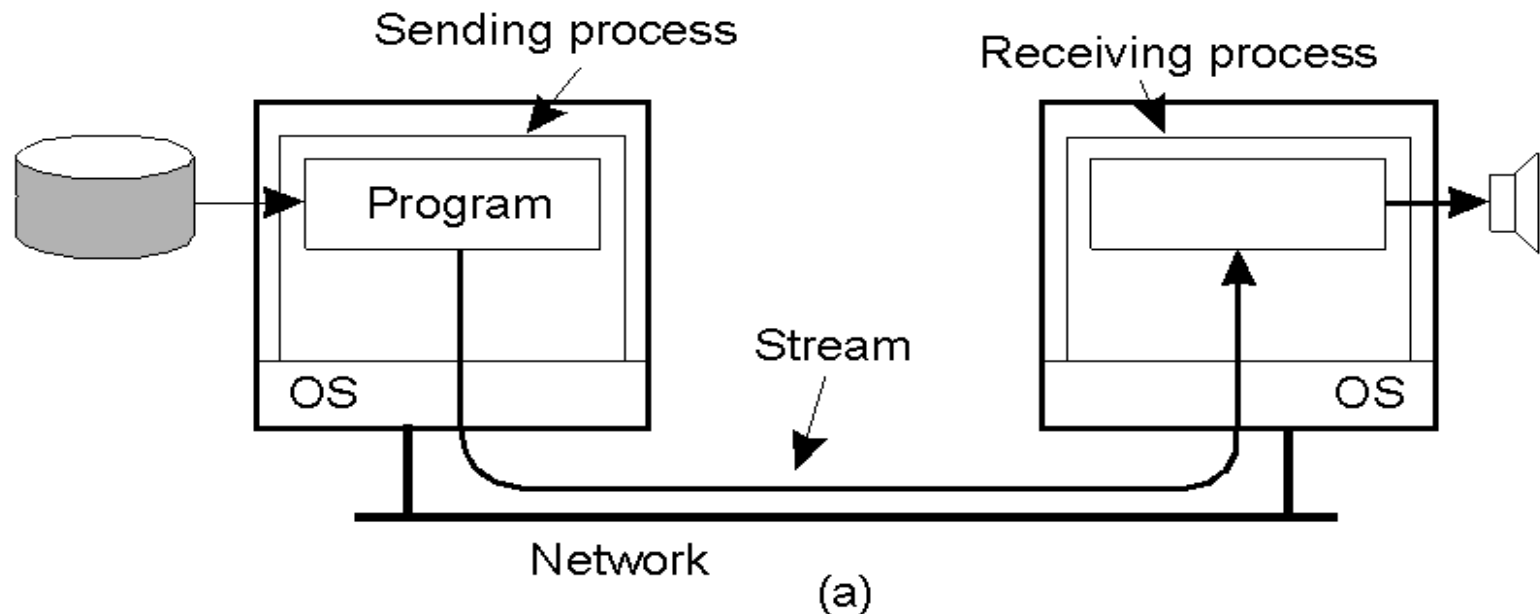 Sending process
Receiving process
Program
Stream
OS
OS
Network
(a)